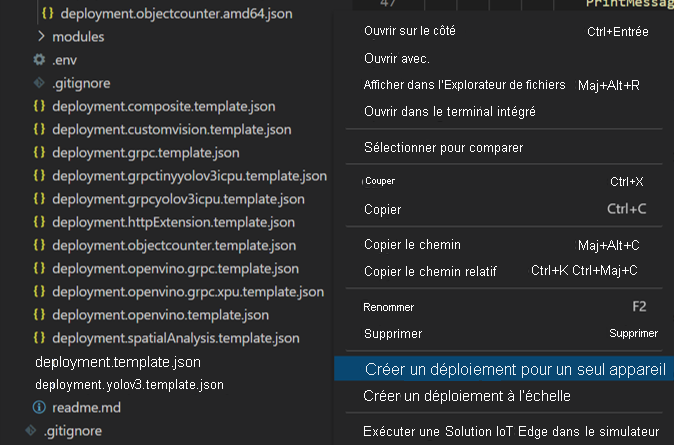 deployment.objectcounter.amd64.json
modules
.env
.gitignore
deployment.composite.template.json
deployment.customvision.template.json
deployment.grpc.template.json
deployment.grpctinyyolov3icpu.template.json
deployment.grpcyolov3icpu.template.json
deployment.httpExtension.template.json
deployment.objectcounter.template.json
deployment.openvino.grpc.template.json
deployment.openvino.grpc.xpu.template.json
deployment.openvino.template.json
deployment.spatialAnalysis.template.json
deployment.template.json
deployment.yolov3.template.json
readme.md
.gitignore
47 PrintMessag
Ouvrir sur le côté Ctrl+Entrée
Ouvrir avec.
Afficher dans l'Explorateur de fichiers Maj+Alt+R
Ouvrir dans le terminal intégré
Sélectionner pour comparer
Couper Ctrl+X
Copier Ctrl+C
Copier le chemin Maj+Alt+C
Copier le chemin relatif Ctrl+K Ctrl+Maj+C
Renommer F2
Supprimer Supprimer
Créer un déploiement pour un seul appareil
Créer un déploiement à l'échelle
Exécuter une Solution IoT Edge dans le simulateur